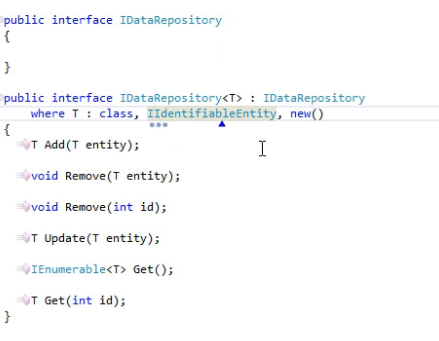 public interface IDataRepository
{
}
public interface IDataRepository<T> : IDataRepository
where T : class, IIdentifiableEntity, new()
{
T Add(T entity);
void Remove(T entity);
void Remove(int id);
T Update(T entity);
IEnumerable<T> Get();
T Get(int id);
}